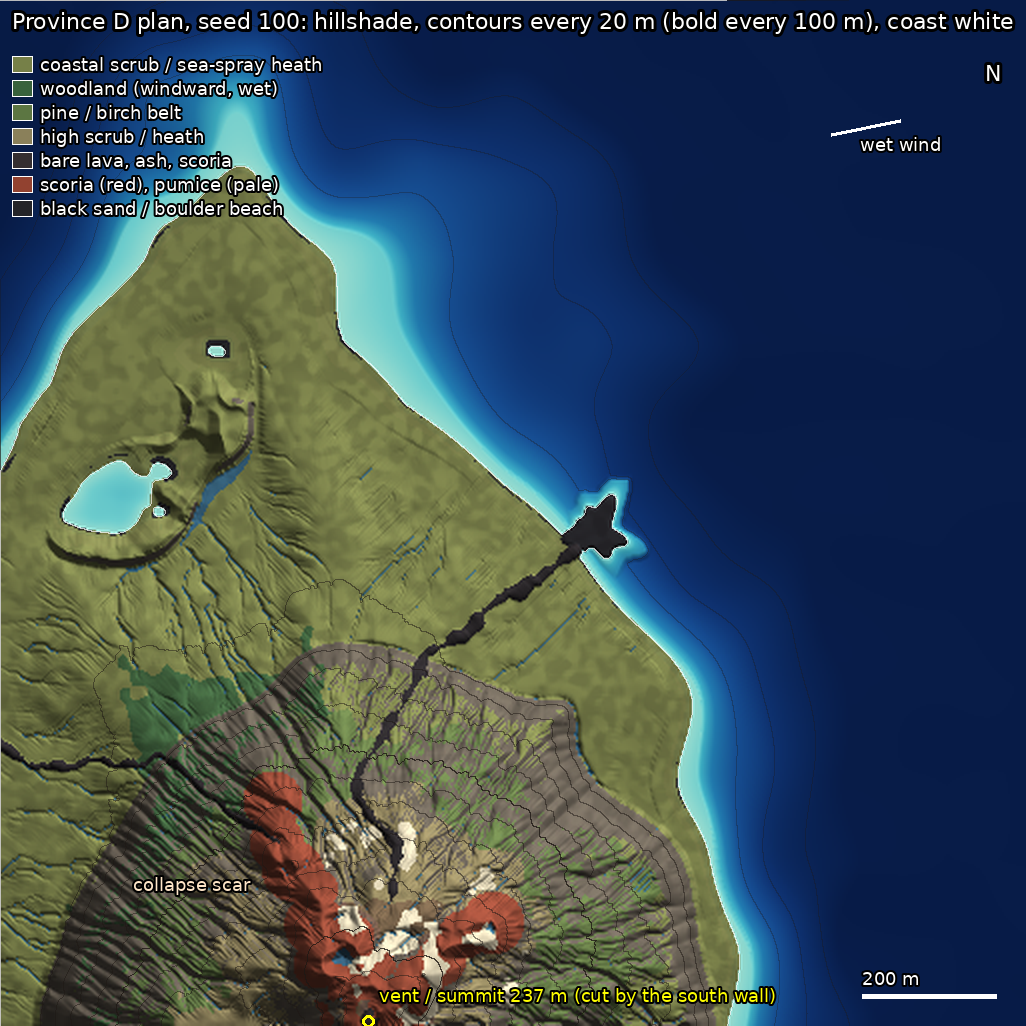 Province D plan, seed 100: hillshade, contours every 20 m (bold every 100 m), coast white
coastal scrub / sea-spray heath
woodland (windward, wet)
pine / birch belt
high scrub / heath
bare lava, ash, scoria
scoria (red), pumice (pale)
black sand / boulder beach
N
wet wind
collapse scar
200 m
vent / summit 237 m (cut by the south wall)